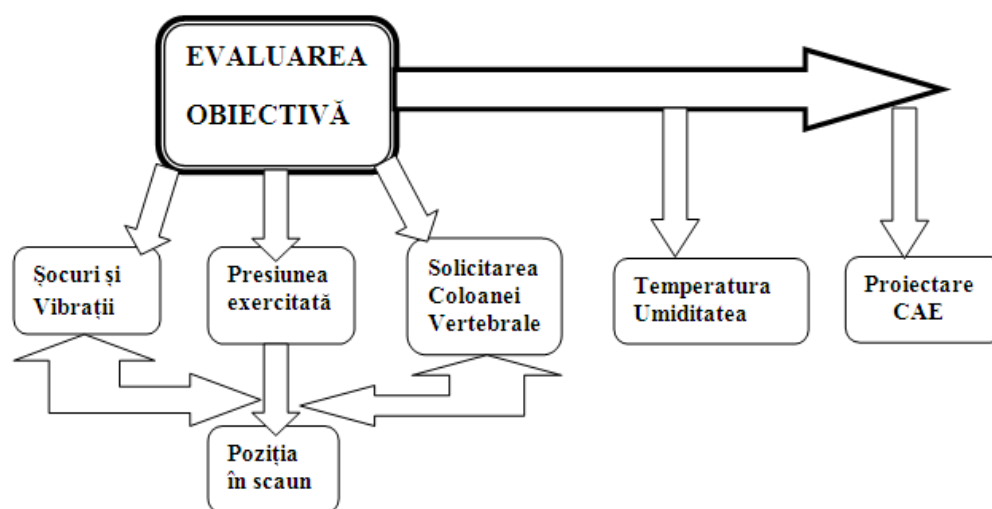 EVALUAREA
OBIECTIVĂ
Șocuri și
Vibrații
Presiunea
exercitată
Solicitarea
Coloanei
Vertebrale
Temperatura
Umiditatea
Proiectare
CAE
Poziția
în scaun